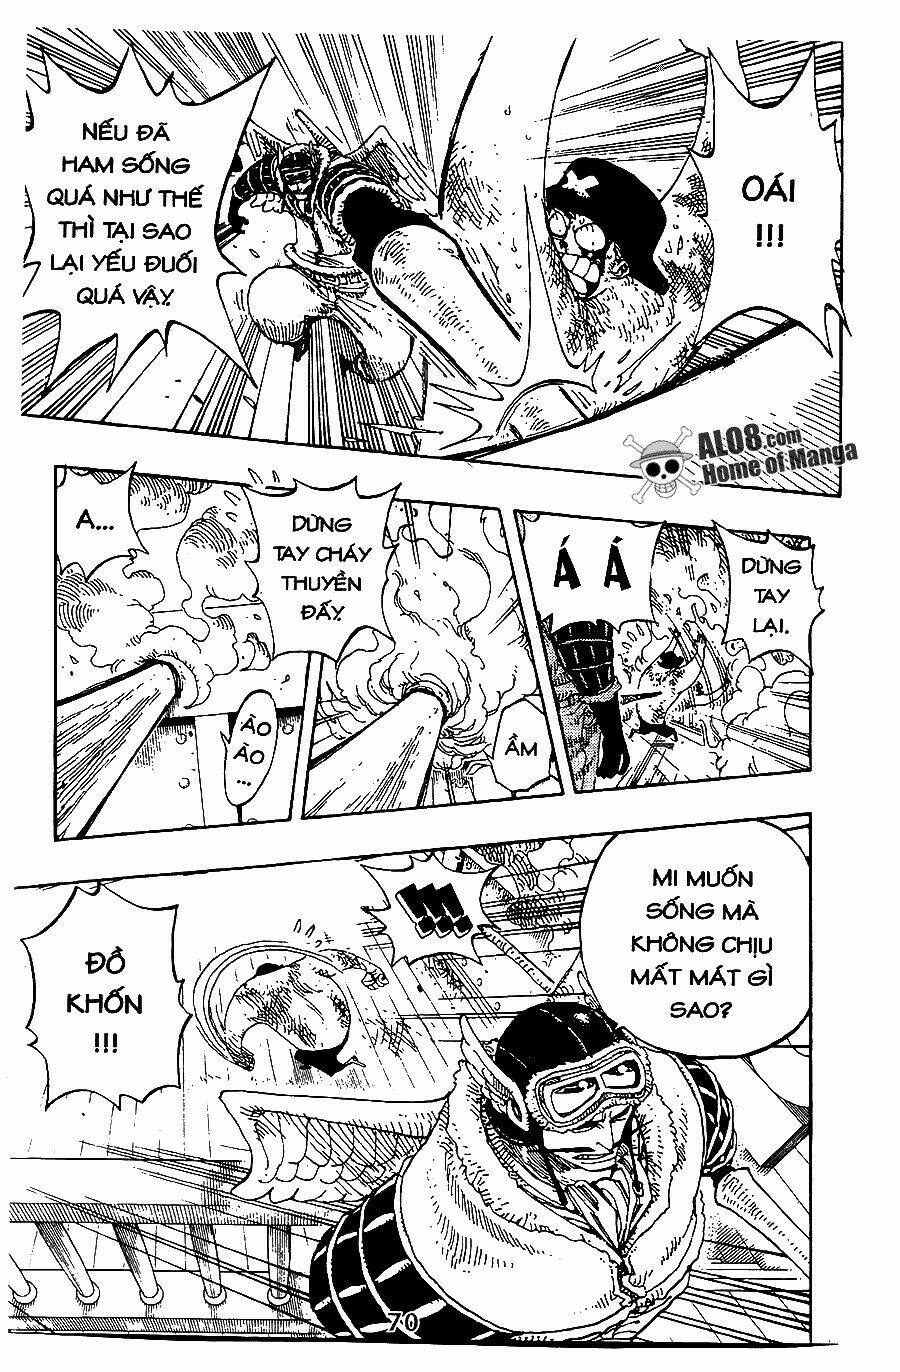 OÁI
!!!
NẾU ĐÃ
HAM SỐNG
QUÁ NHƯ THẾ
THÌ TẠI SAO
LẠI YẾU ĐUỐI
QUÁ VẬY.
AL08.com
Home of Manga
DỪNG
TAY
LẠI.
Á Á
DỪNG
TAY CHÁY
THUYỀN
ĐẤY.
ẦM
A...
ÀO
ÀO
...
MI MUỐN
SỐNG MÀ
KHÔNG CHỊU
MẤT MÁT GÌ
SAO?
!!!
ĐỒ
KHỐN
!!!
70